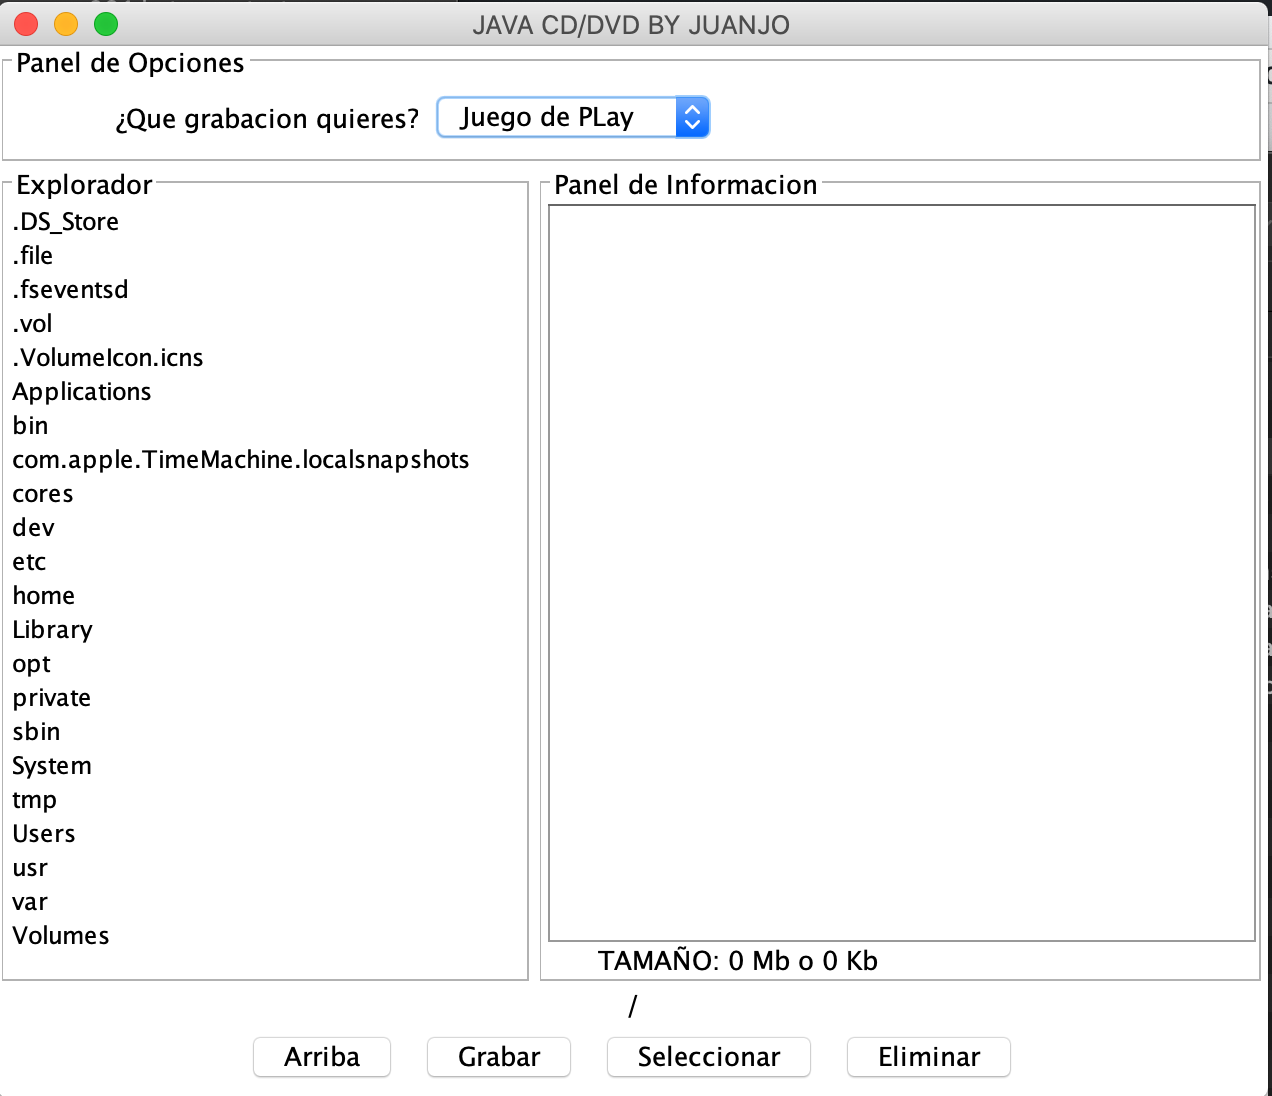 JAVA CD/DVD BY JUANJO
Panel de Opciones
¿Que grabacion quieres? Juego de PLay
Explorador
.DS_Store
.file
.fseventsd
.vol
.VolumeIcon.icns
Applications
bin
com.apple.TimeMachine.localsnapshots
cores
dev
etc
home
Library
opt
private
sbin
System
tmp
Users
usr
var
Volumes
Panel de Informacion
TAMAÑO: 0 Mb o 0 Kb
/
Arriba Grabar Seleccionar Eliminar